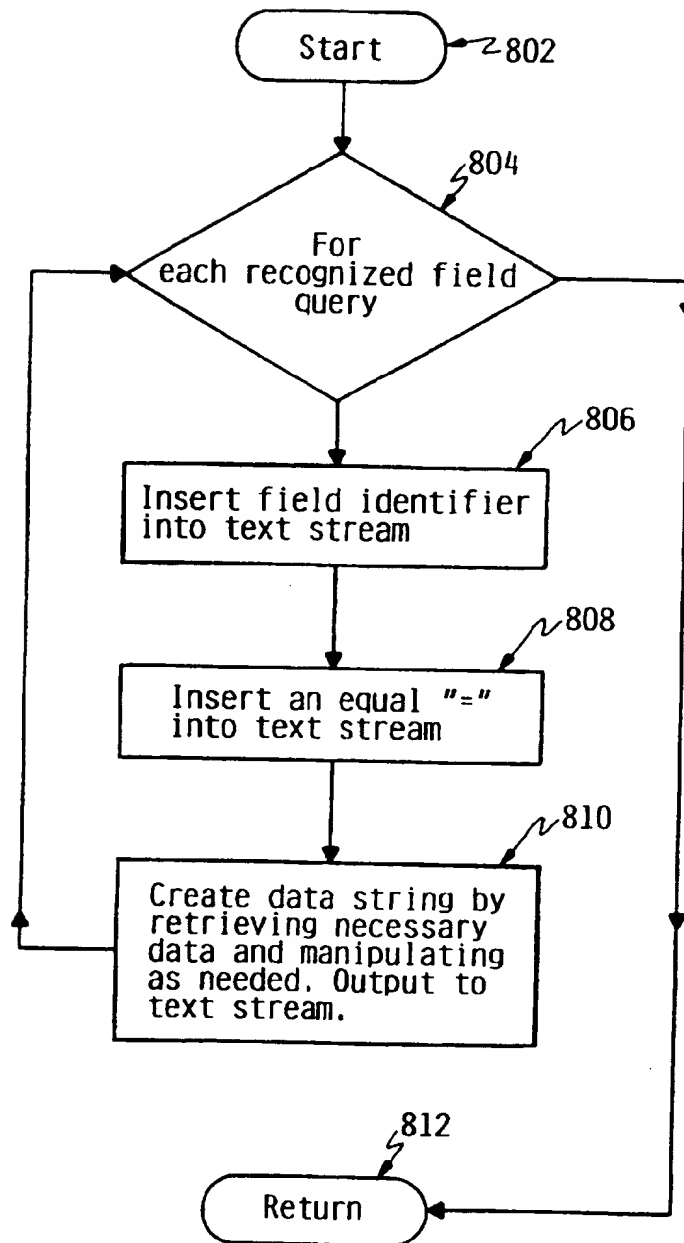 Start
802
804
For
each recognized field
query
806
Insert field identifier
into text stream
808
Insert an equal "="
into text stream
810
Create data string by
retrieving necessary
data and manipulating
as needed. Output to
text stream.
812
Return